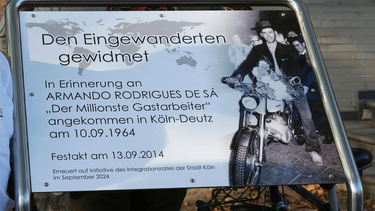 Den Eingewanderten
gewidmet
In Erinnerung an
ARMANDO RODRIGUES DE SÁ
„Der Millionste Gastarbeiter“
angekommen in Köln-Deutz
am 10.09.1964
Festakt am 13.09.2014
Erneuert auf Initiative des Integrationsrates der Stadt Köln
im September 2024